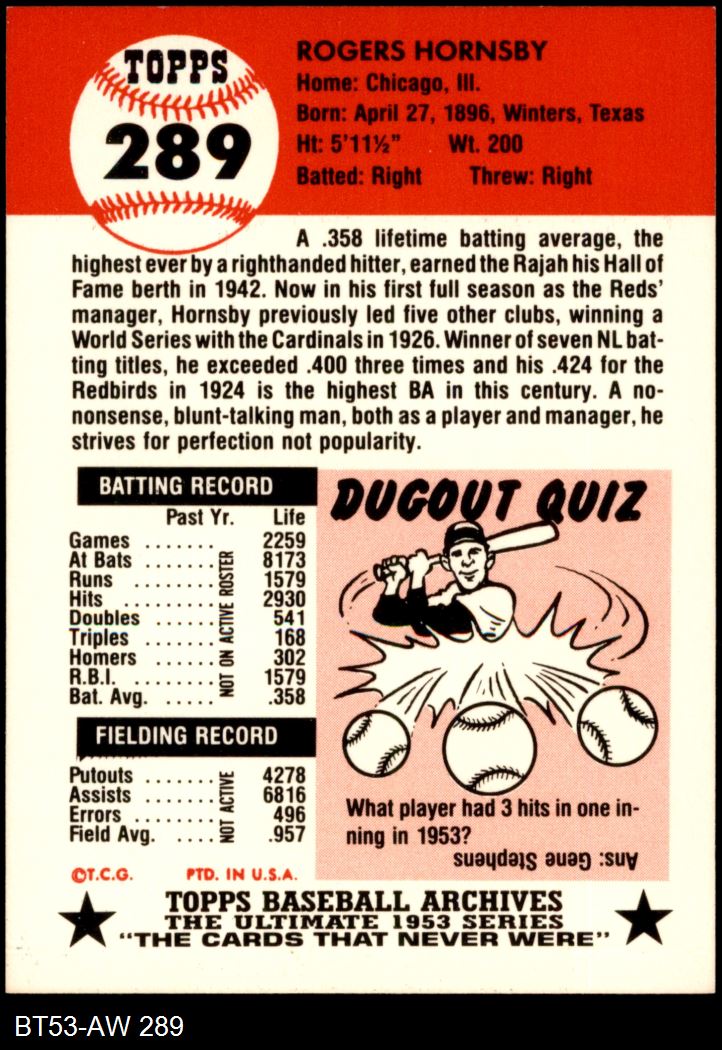 TOPPS
289
ROGERS HORNSBY
Home: Chicago, Ill.
Born: April 27, 1896, Winters, Texas
Ht: 5'11½" Wt. 200
Batted: Right Threw: Right
A .358 lifetime batting average, the
highest ever by a righthanded hitter, earned the Rajah his Hall of
Fame berth in 1942. Now in his first full season as the Reds'
manager, Hornsby previously led five other clubs, winning a
World Series with the Cardinals in 1926. Winner of seven NL bat-
ting titles, he exceeded .400 three times and his .424 for the
Redbirds in 1924 is the highest BA in this century. A no-
nonsense, blunt-talking man, both as a player and manager, he
strives for perfection not popularity.
BATTING RECORD
Past Yr. Life
Games ....... 2259
At Bats ...... 8173
Runs ....... 1579
Hits ........ 2930
Doubles ...... 541
Triples ...... 168
Homers ...... 302
R.B.I. ...... 1579
Bat. Avg. ..... .358
NOT ON ACTIVE ROSTER
FIELDING RECORD
Putouts ...... 4278
Assists ...... 6816
Errors ....... 496
Field Avg. .... .957
NOT ACTIVE
©T.C.G. PTD. IN U.S.A.
DUGOUT QUIZ
What player had 3 hits in one in-
ning in 1953?
Ans: Gene Stephens
TOPPS BASEBALL ARCHIVES
THE ULTIMATE 1953 SERIES
"THE CARDS THAT NEVER WERE"
BT53-AW 289